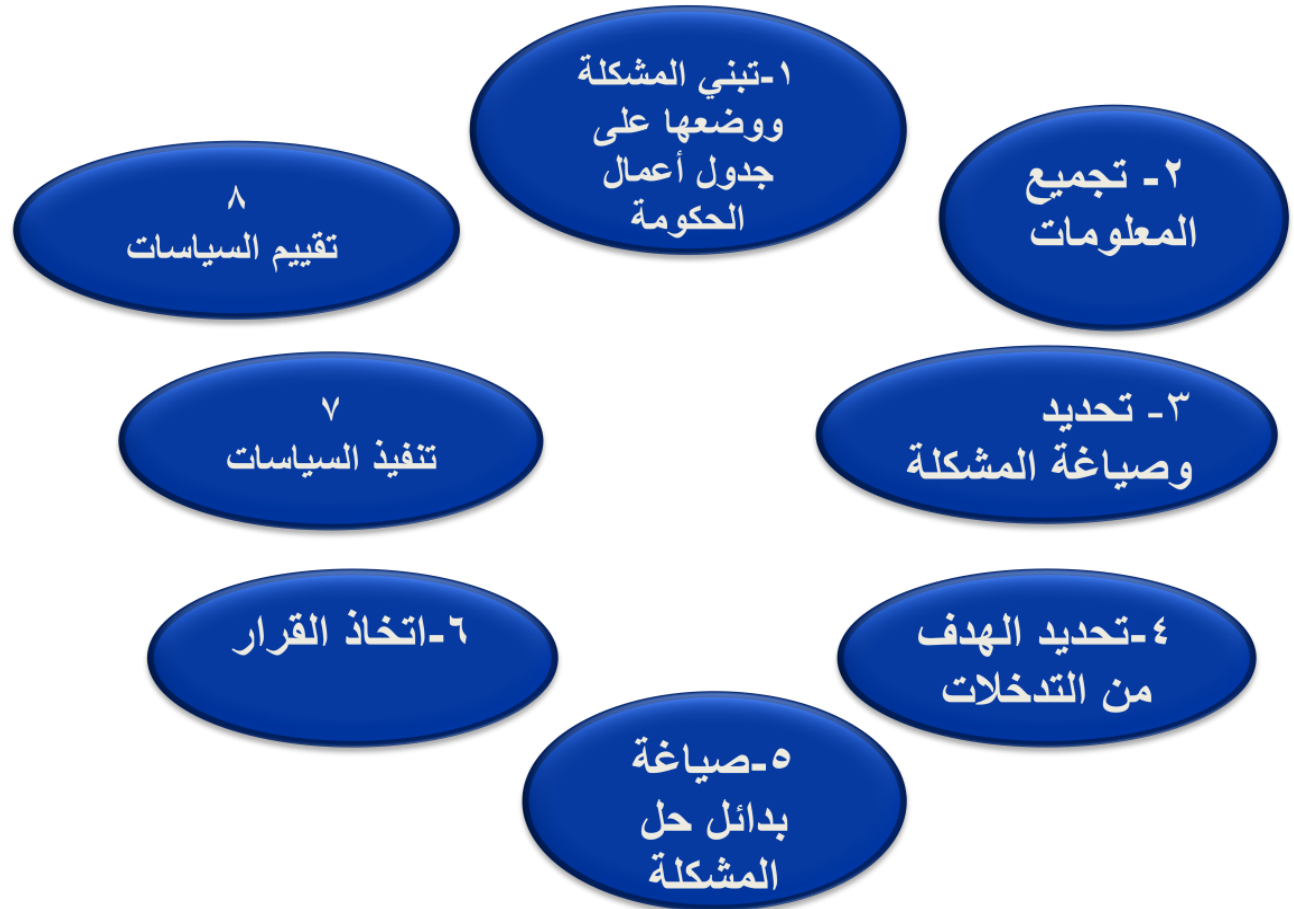 ١-تبني المشكلة
ووضعها على
جدول أعمال
الحكومة
٢- تجميع
المعلومات
٣- تحديد
وصياغة المشكلة
٤-تحديد الهدف
من التدخلات
٥-صياغة
بدائل حل
المشكلة
٦-اتخاذ القرار
٧
تنفيذ السياسات
٨
تقييم السياسات